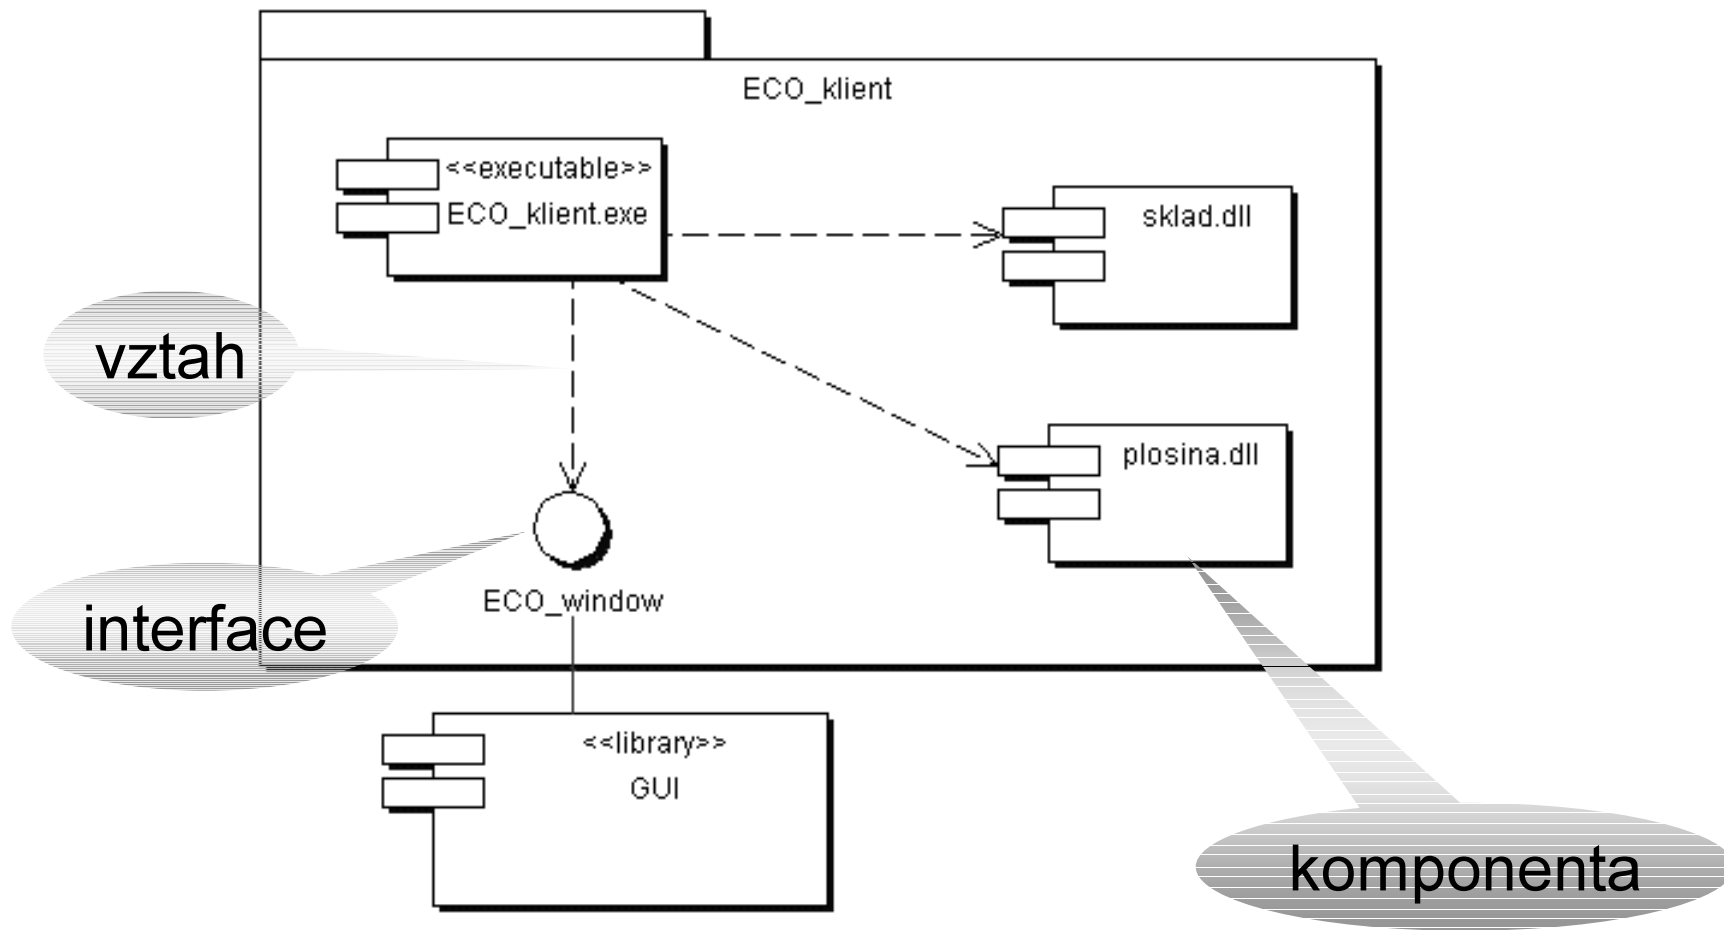 ECO_klient
<<executable>>
ECO_klient.exe
sklad.dll
vztah
plosina.dll
ECO_window
interface
<<library>>
GUI
komponenta